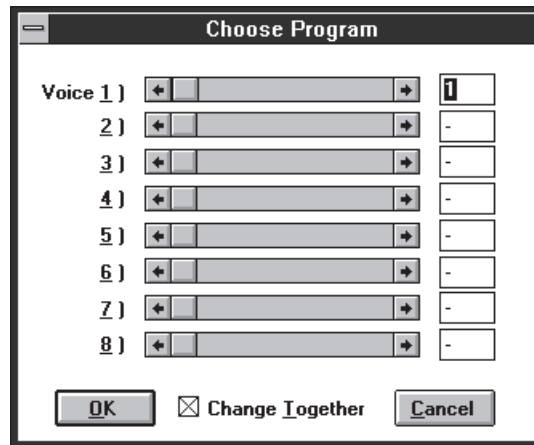 Choose Program
Voice 1 ) 1
2 ) -
3 ) -
4 ) -
5 ) -
6 ) -
7 ) -
8 ) -
OK Change Together Cancel